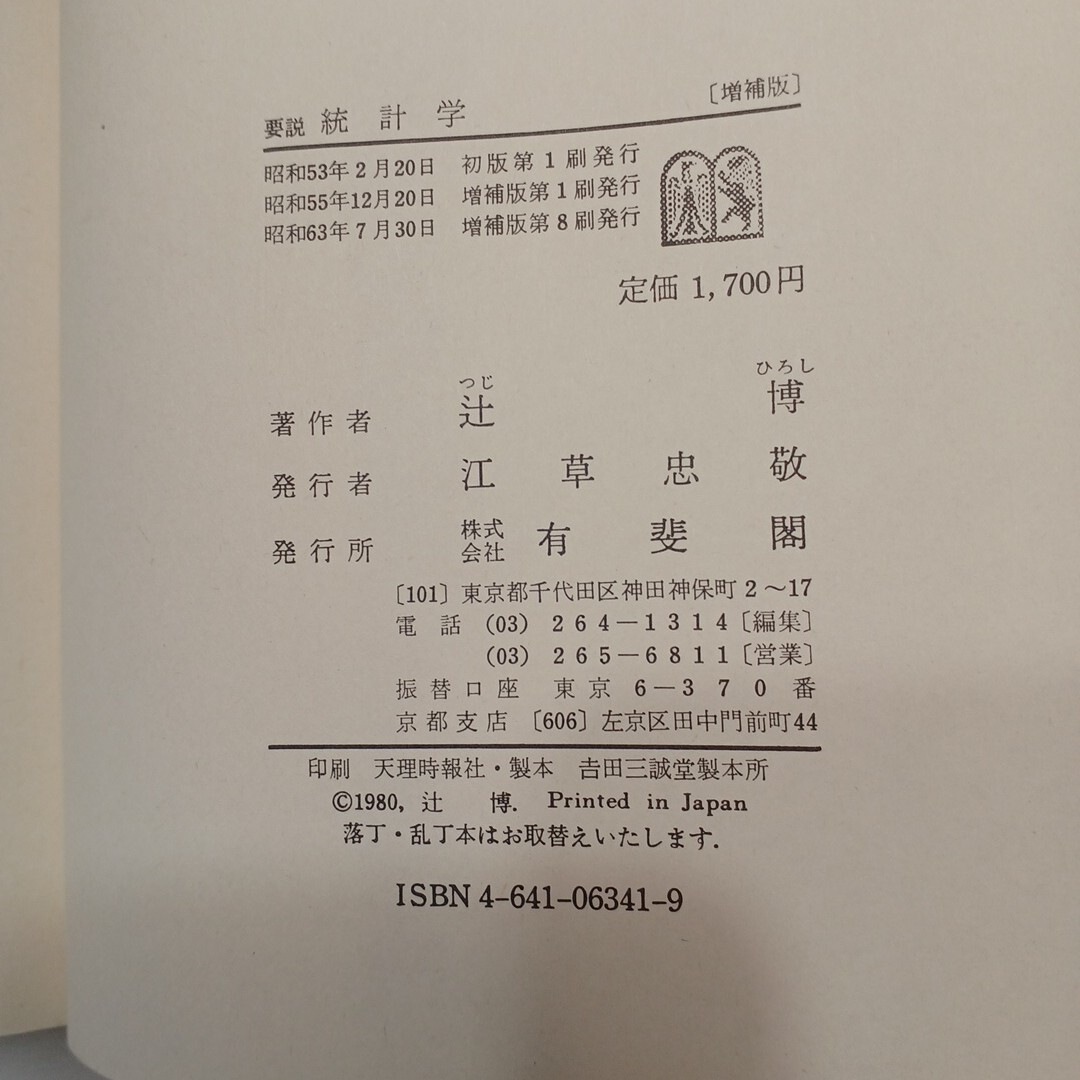 要説 統計学 〔増補版〕
昭和53年2月20日 初版第1刷発行
昭和55年12月20日 増補版第1刷発行
昭和63年7月30日 増補版第8刷発行
定価 1,700円
つじ ひろし
著作者 辻 博
発行者 江草忠敬
発行所 株式会社 有斐閣
〔101〕東京都千代田区神田神保町2〜17
電話 (03) 264−1314〔編集〕
(03) 265−6811〔営業〕
振替口座 東京6−370番
京都支店〔606〕左京区田中門前町44
印刷 天理時報社・製本 𠮷田三誠堂製本所
©1980, 辻 博. Printed in Japan
落丁・乱丁本はお取替えいたします.
ISBN4-641-06341-9